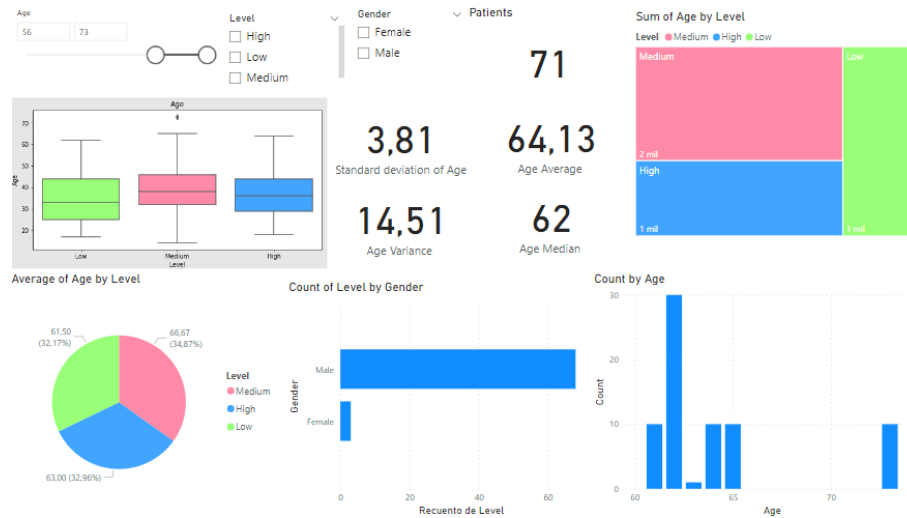 Age
56 73
Level
High
Low
Medium
Gender
Female
Male
Patients
71
3,81
Standard deviation of Age
64,13
Age Average
14,51
Age Variance
62
Age Median
Sum of Age by Level
Level Medium High Low
Medium
2 mil
High
1 mil
Low
1 mil
Age
70
60
50
40
30
20
Age
Low Medium High
Level
Average of Age by Level
61,50
(32,17%)
66,67
(34,87%)
63,00 (32,96%)
Level
Medium
High
Low
Count of Level by Gender
Gender
Male
Female
0 20 40 60
Recuento de Level
Count by Age
Count
30
20
10
0
60 65 70
Age